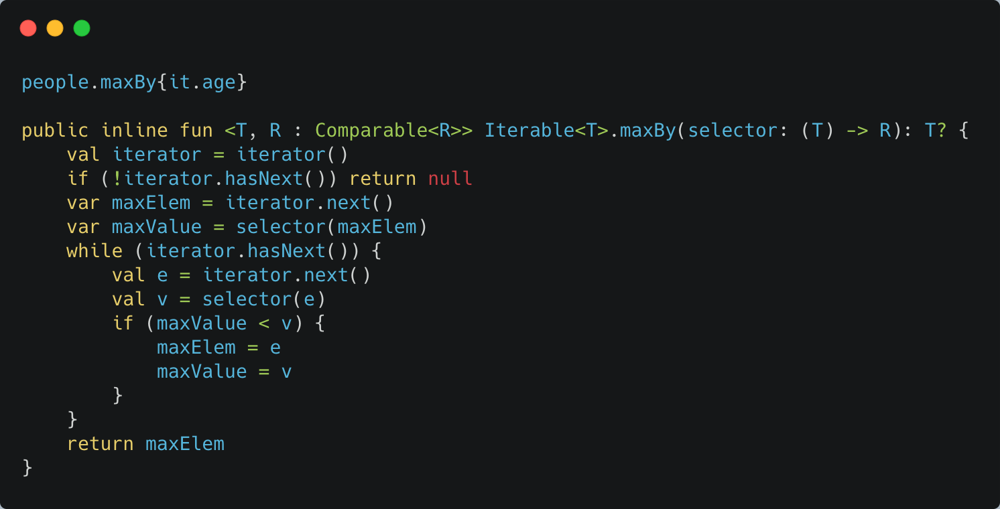 people.maxBy{it.age}
public inline fun <T, R : Comparable<R>> Iterable<T>.maxBy(selector: (T) -> R): T? {
    val iterator = iterator()
    if (!iterator.hasNext()) return null
    var maxElem = iterator.next()
    var maxValue = selector(maxElem)
    while (iterator.hasNext()) {
        val e = iterator.next()
        val v = selector(e)
        if (maxValue < v) {
            maxElem = e
            maxValue = v
        }
    }
    return maxElem
}